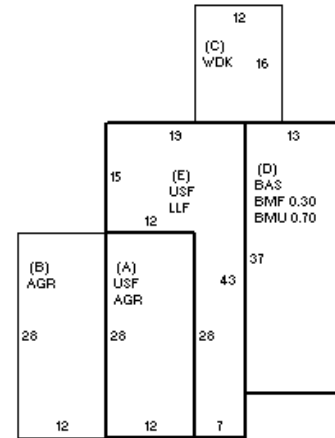 12
(C)
WDK
16
19
13
15
(E)
USF
LLF
(D)
BAS
BMF 0.30
BMU 0.70
12
37
(B)
AGR
(A)
USF
AGR
43
28
28
28
12
12
7